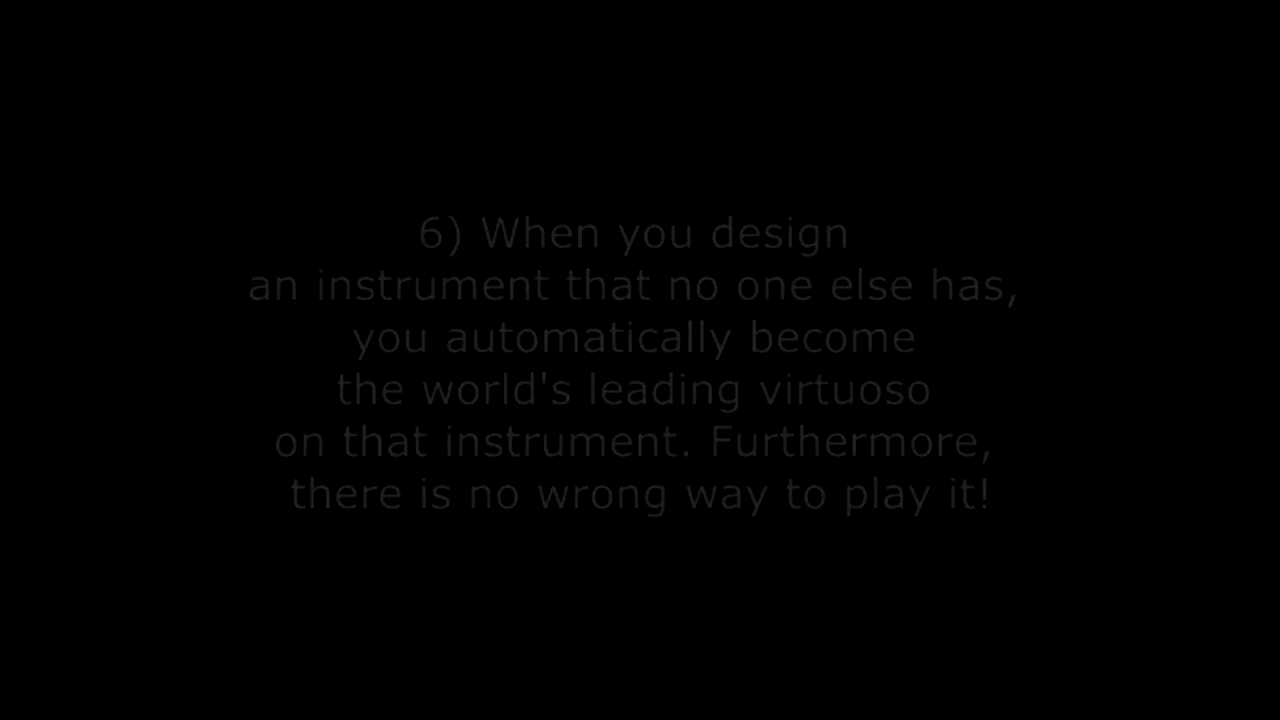 6) When you design
an instrument that no one else has,
you automatically become
the world's leading virtuoso
on that instrument. Furthermore,
there is no wrong way to play it!